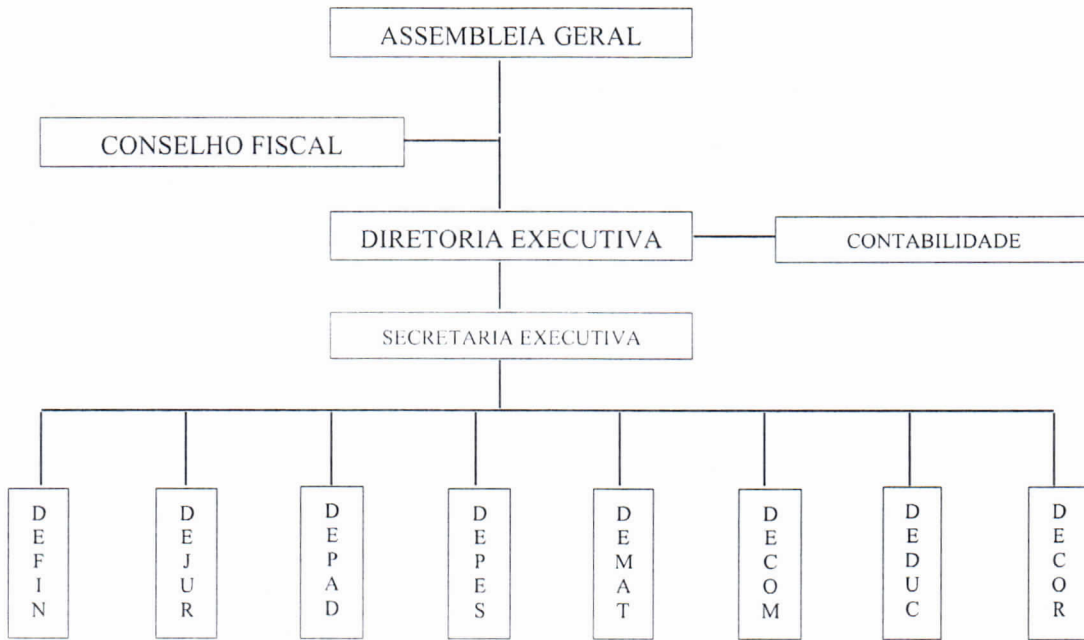 ASSEMBLEIA GERAL
CONSELHO FISCAL
DIRETORIA EXECUTIVA
CONTABILIDADE
SECRETARIA EXECUTIVA
DEFIN
DEJUR
DEPAD
DEPES
DEMAT
DECOM
DEDUC
DECOR